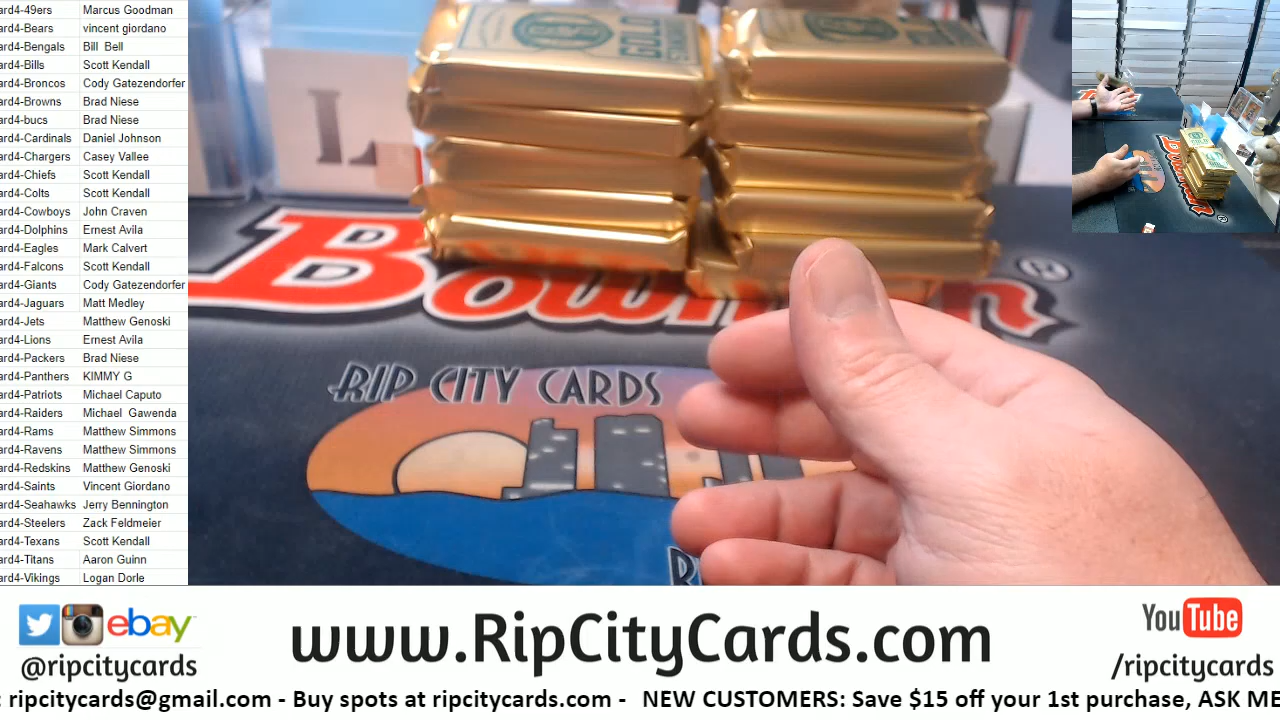 ard4-49ers Marcus Goodman
ard4-Bears vincent giordano
ard4-Bengals Bill Bell
ard4-Bills Scott Kendall
ard4-Broncos Cody Gatezendorfer
ard4-Browns Brad Niese
ard4-bucs Brad Niese
ard4-Cardinals Daniel Johnson
ard4-Chargers Casey Vallee
ard4-Chiefs Scott Kendall
ard4-Colts Scott Kendall
ard4-Cowboys John Craven
ard4-Dolphins Ernest Avila
ard4-Eagles Mark Calvert
ard4-Falcons Scott Kendall
ard4-Giants Cody Gatezendorfer
ard4-Jaguars Matt Medley
ard4-Jets Matthew Genoski
ard4-Lions Ernest Avila
ard4-Packers Brad Niese
ard4-Panthers KIMMY G
ard4-Patriots Michael Caputo
ard4-Raiders Michael Gawenda
ard4-Rams Matthew Simmons
ard4-Ravens Matthew Simmons
ard4-Redskins Matthew Genoski
ard4-Saints Vincent Giordano
ard4-Seahawks Jerry Bennington
ard4-Steelers Zack Feldmeier
ard4-Texans Scott Kendall
ard4-Titans Aaron Guinn
ard4-Vikings Logan Dorle
GOLD
L
Bowman ®
RIP CITY CARDS
B
Bowman ®
ebay
@ripcitycards
www.RipCityCards.com
YouTube
/ripcitycards
: ripcitycards@gmail.com - Buy spots at ripcitycards.com - NEW CUSTOMERS: Save $15 off your 1st purchase, ASK ME